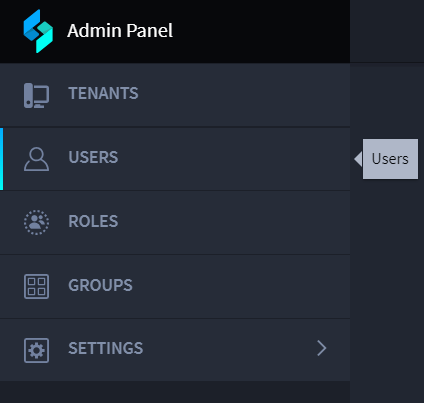 Admin Panel
TENANTS
USERS
Users
ROLES
GROUPS
SETTINGS